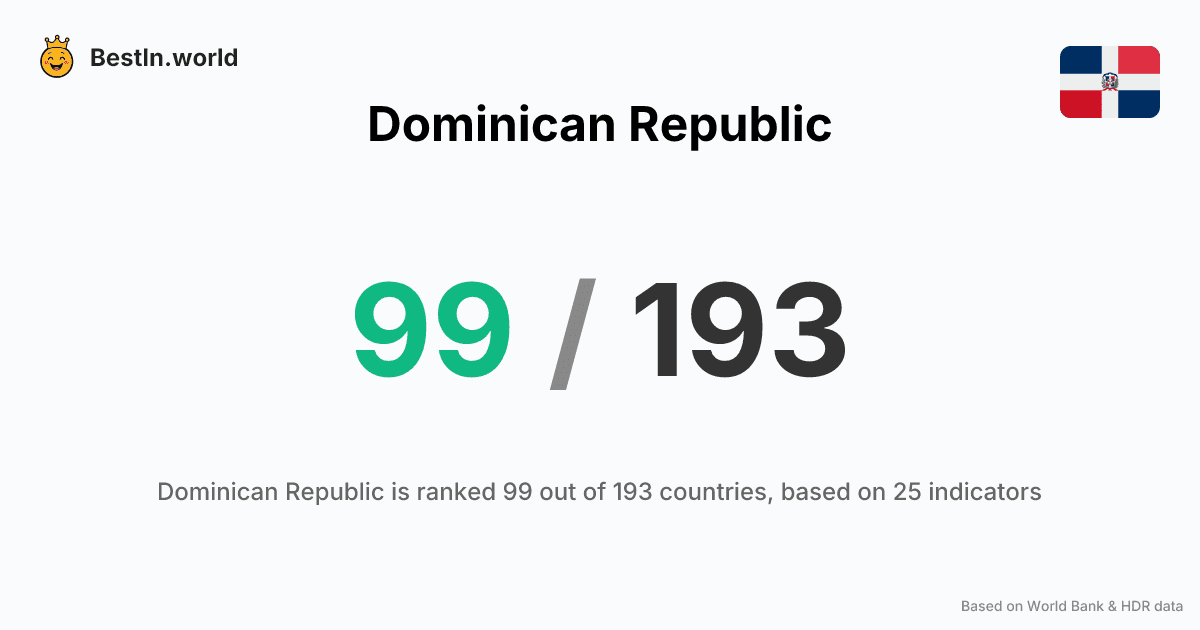 BestIn.world
Dominican Republic
99 / 193
Dominican Republic is ranked 99 out of 193 countries, based on 25 indicators
Based on World Bank & HDR data